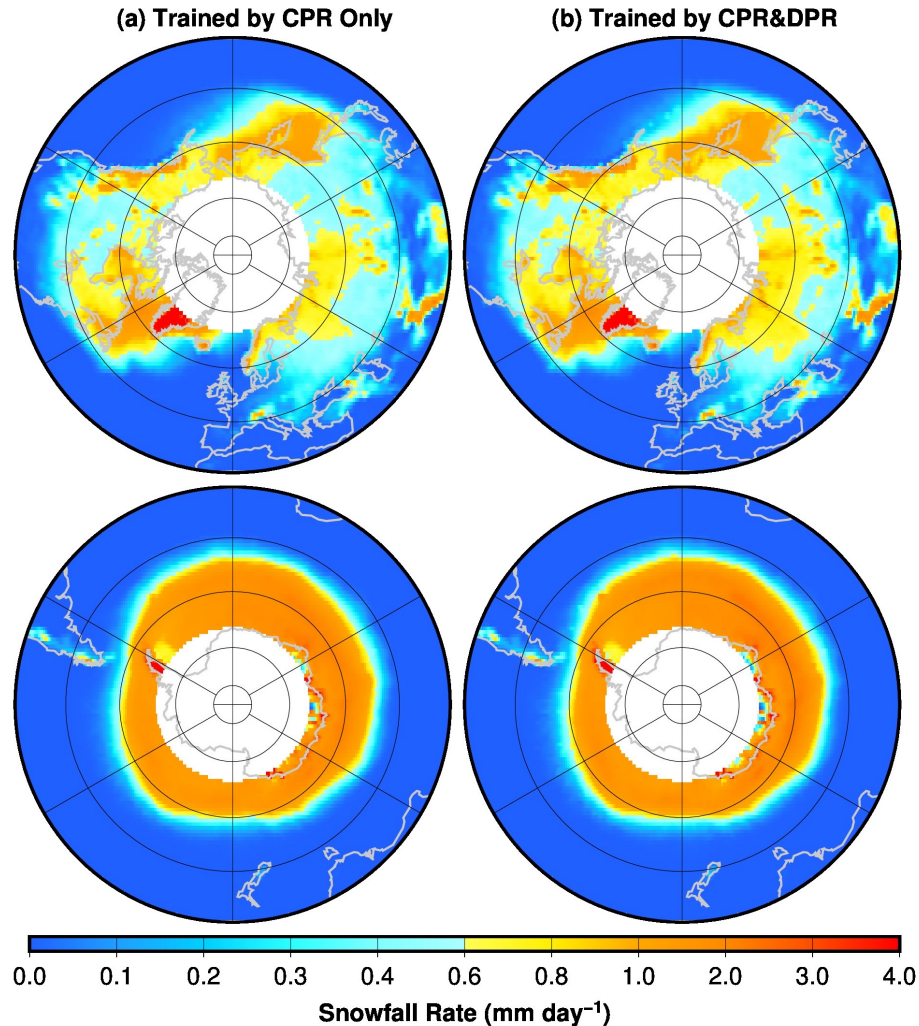 (a) Trained by CPR Only
(b) Trained by CPR&DPR
0.0 0.1 0.2 0.3 0.4 0.6 0.8 1.0 2.0 3.0 4.0
Snowfall Rate (mm day⁻¹)